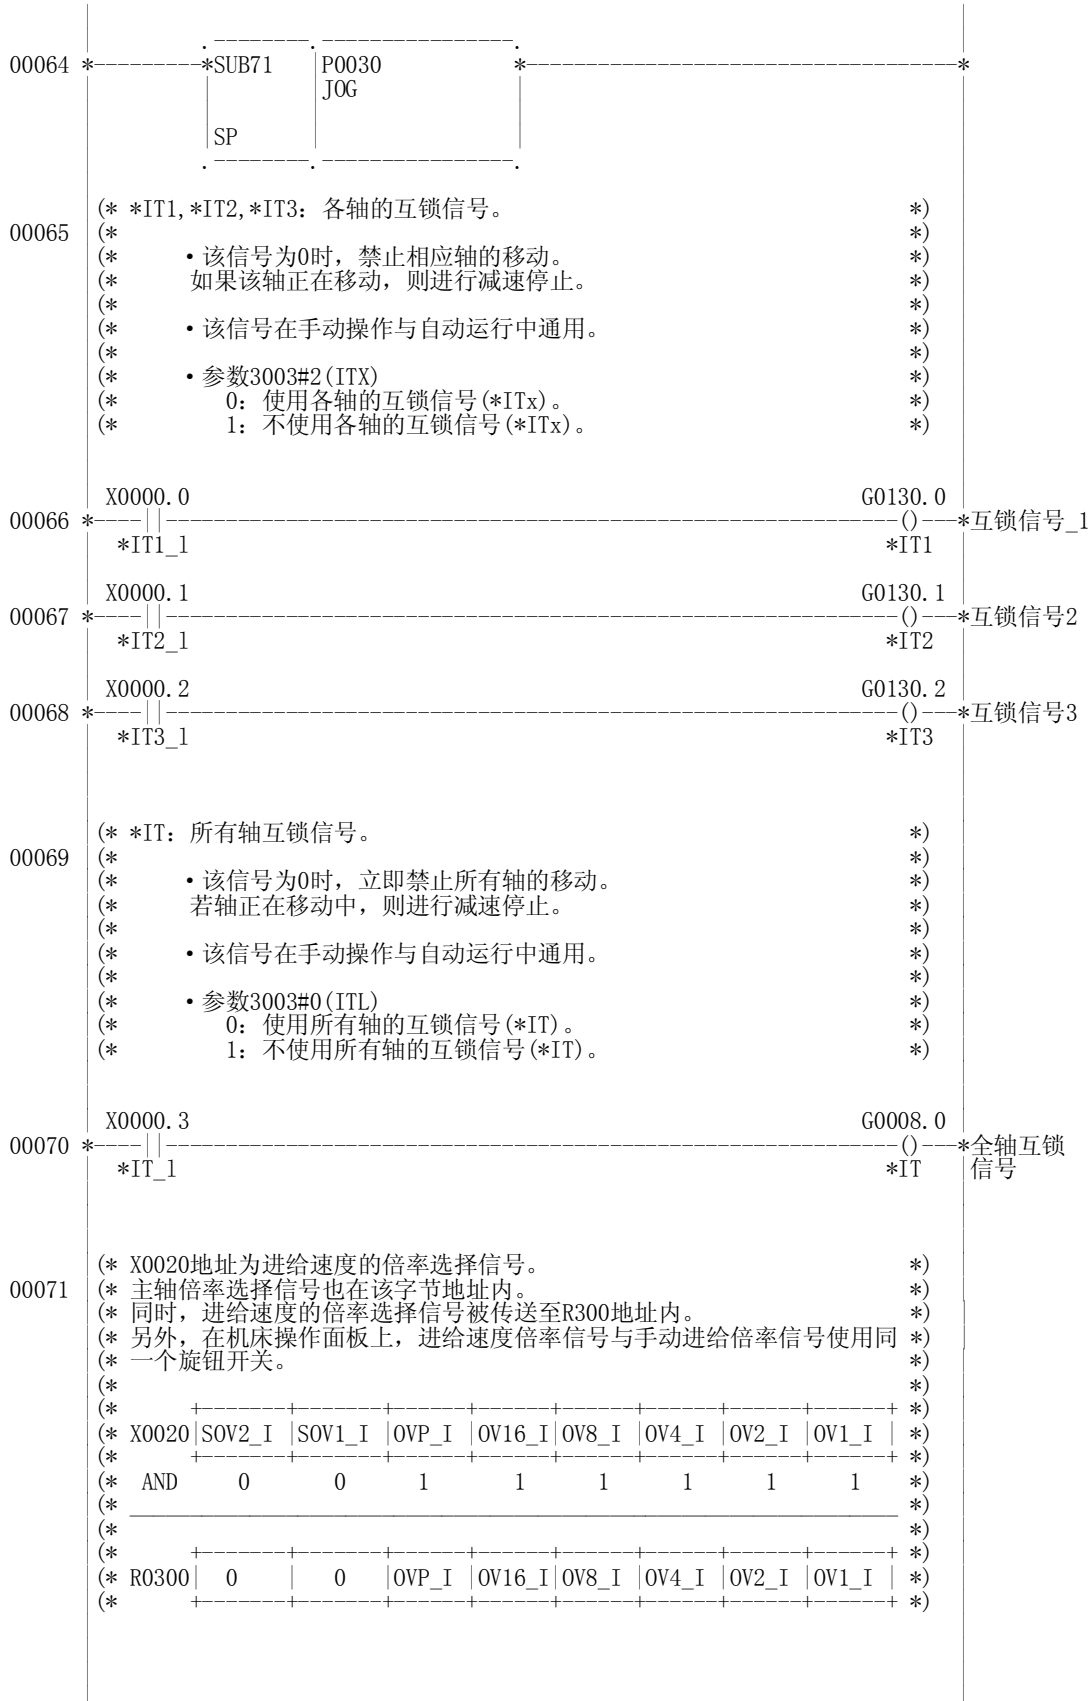 00064 *SUB71 P0030
JOG
SP
(* *IT1,*IT2,*IT3：各轴的互锁信号。 *)
00065 (* *)
(* ・该信号为0时，禁止相应轴的移动。 *)
(* 如果该轴正在移动，则进行减速停止。 *)
(* *)
(* ・该信号在手动操作与自动运行中通用。 *)
(* *)
(* ・参数3003#2(ITX) *)
(* 0：使用各轴的互锁信号(*ITx)。 *)
(* 1：不使用各轴的互锁信号(*ITx)。 *)
X0000.0 G0130.0
00066 *----||----()---*互锁信号_1
*IT1_l *IT1
X0000.1 G0130.1
00067 *----||----()---*互锁信号2
*IT2_l *IT2
X0000.2 G0130.2
00068 *----||----()---*互锁信号3
*IT3_l *IT3
(* *IT：所有轴互锁信号。 *)
00069 (* *)
(* ・该信号为0时，立即禁止所有轴的移动。 *)
(* 若轴正在移动中，则进行减速停止。 *)
(* *)
(* ・该信号在手动操作与自动运行中通用。 *)
(* *)
(* ・参数3003#0(ITL) *)
(* 0：使用所有轴的互锁信号(*IT)。 *)
(* 1：不使用所有轴的互锁信号(*IT)。 *)
X0000.3 G0008.0
00070 *----||----()---*全轴互锁
*IT_l *IT 信号
(* X0020地址为进给速度的倍率选择信号。 *)
00071 (* 主轴倍率选择信号也在该字节地址内。 *)
(* 同时，进给速度的倍率选择信号被传送至R300地址内。 *)
(* 另外，在机床操作面板上，进给速度倍率信号与手动进给倍率信号使用同 *)
(* 一个旋钮开关。 *)
(* *)
(* +-------+-------+------+------+------+------+------+------+ *)
(* X0020|SOV2_I |SOV1_I |OVP_I |OV16_I|OV8_I |OV4_I |OV2_I |OV1_I | *)
(* +-------+-------+------+------+------+------+------+------+ *)
(* AND 0 0 1 1 1 1 1 1 *)
(* *)
(* *)
(* +-------+-------+------+------+------+------+------+------+ *)
(* R0300| 0 | 0 |OVP_I |OV16_I|OV8_I |OV4_I |OV2_I |OV1_I | *)
(* +-------+-------+------+------+------+------+------+------+ *)